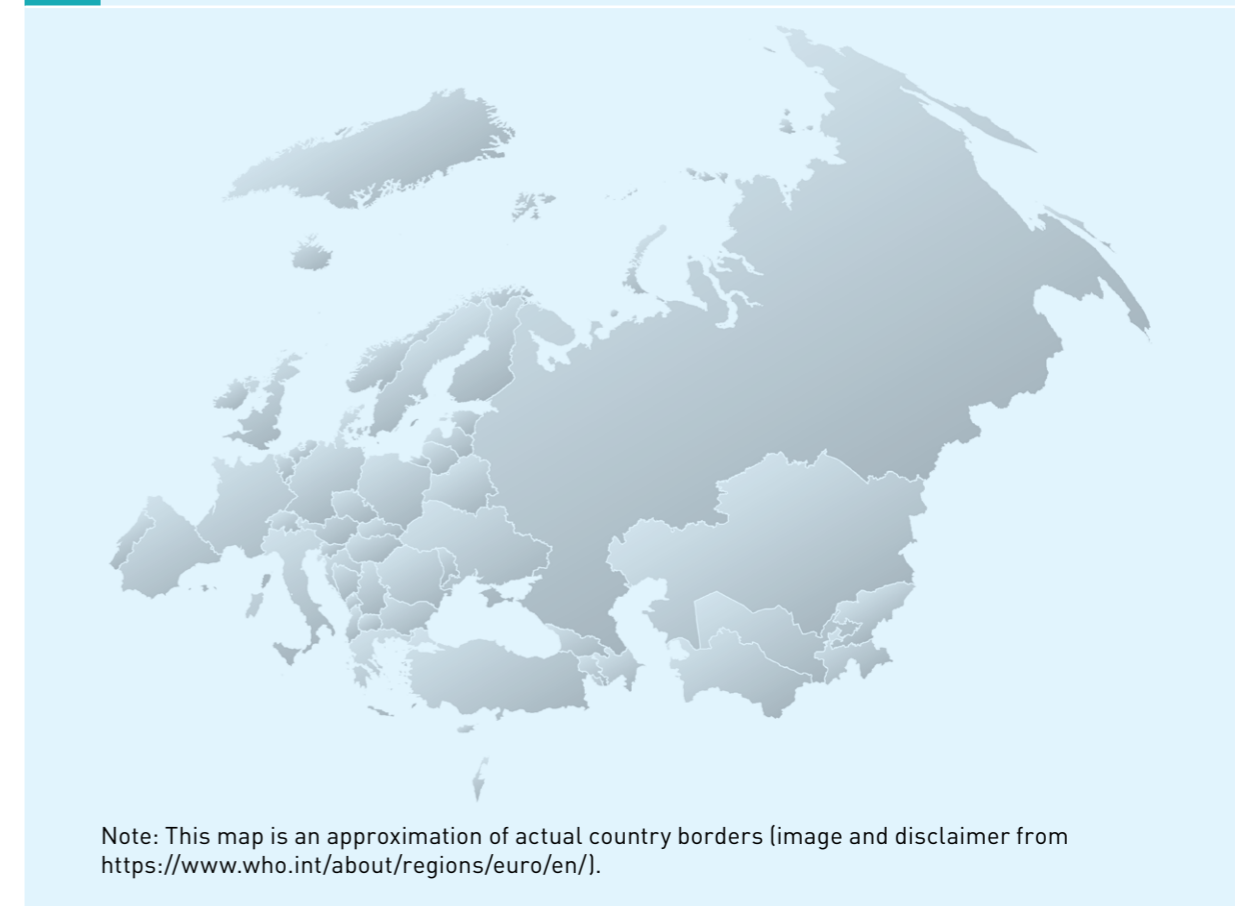 Note: This map is an approximation of actual country borders (image and disclaimer from
https://www.who.int/about/regions/euro/en/).